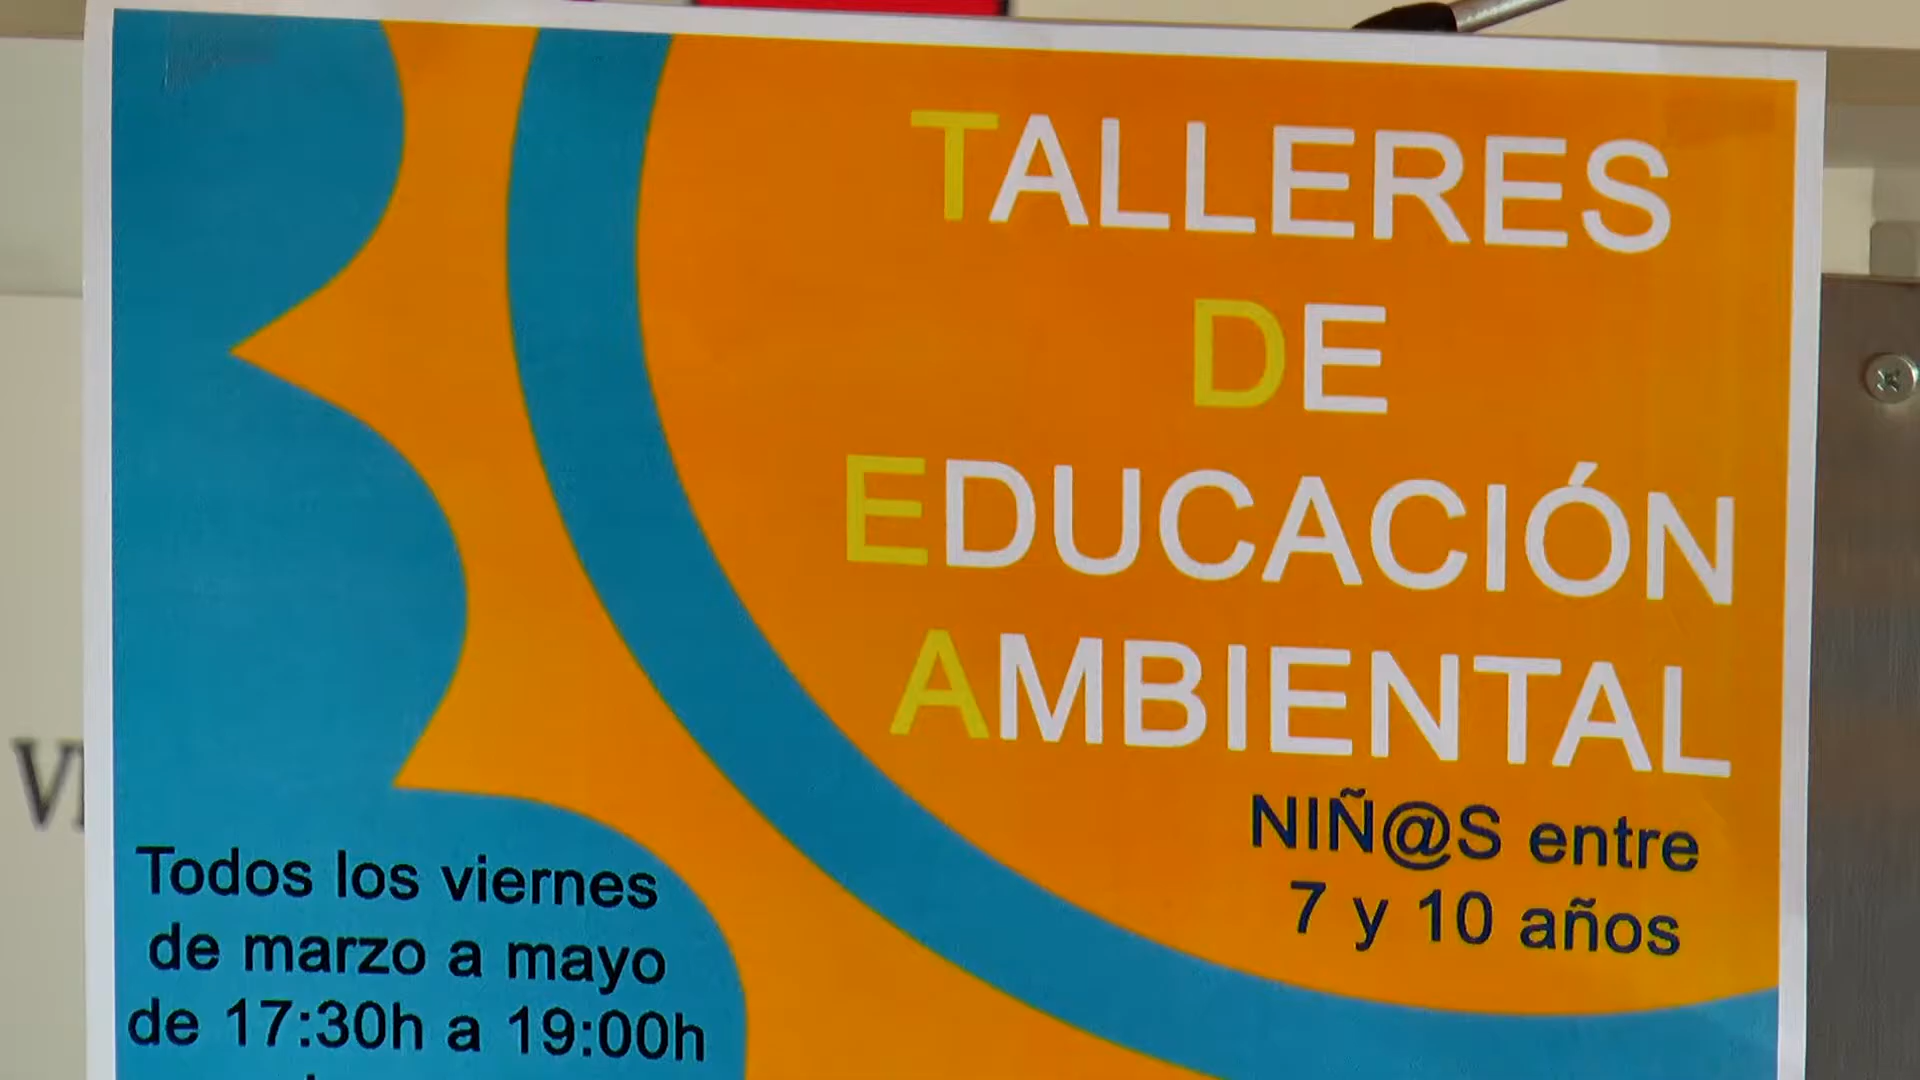 TALLERES
DE
EDUCACIÓN
AMBIENTAL
NIÑ@S entre
7 y 10 años
Todos los viernes
de marzo a mayo
de 17:30h a 19:00h